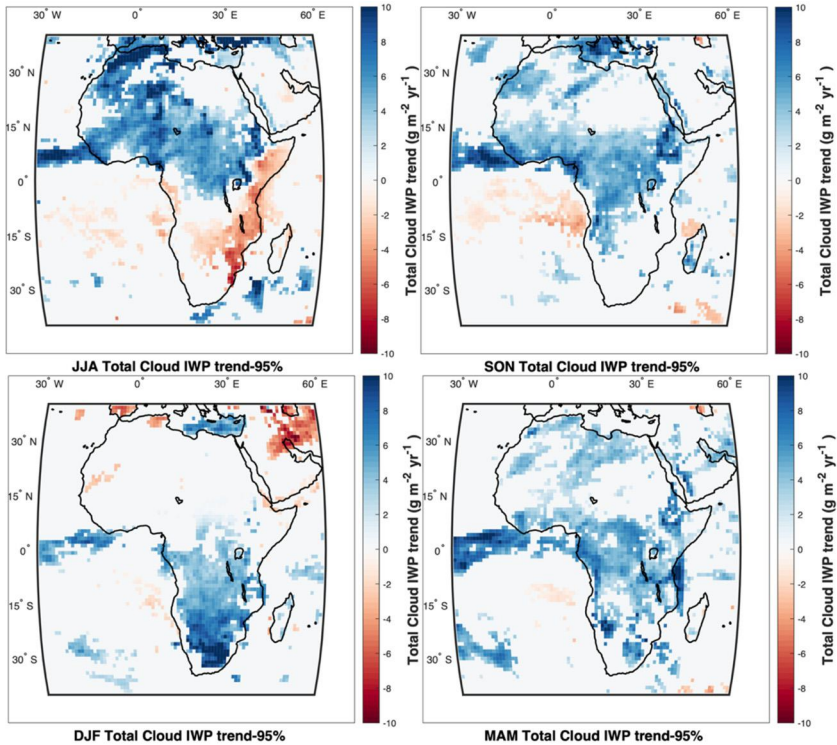 30° W 0° 30° E 60° E
30° N
15° N
0°
15° S
30° S
10
8
6
4
2
0
-2
-4
-6
-8
-10
Total Cloud IWP trend (g m⁻² yr⁻¹)
JJA Total Cloud IWP trend-95%
30° W 0° 30° E 60° E
30° N
15° N
0°
15° S
30° S
10
8
6
4
2
0
-2
-4
-6
-8
-10
Total Cloud IWP trend (g m⁻² yr⁻¹)
SON Total Cloud IWP trend-95%
30° W 0° 30° E 60° E
30° N
15° N
0°
15° S
30° S
10
8
6
4
2
0
-2
-4
-6
-8
-10
Total Cloud IWP trend (g m⁻² yr⁻¹)
DJF Total Cloud IWP trend-95%
30° W 0° 30° E 60° E
30° N
15° N
0°
15° S
30° S
10
8
6
4
2
0
-2
-4
-6
-8
-10
Total Cloud IWP trend (g m⁻² yr⁻¹)
MAM Total Cloud IWP trend-95%